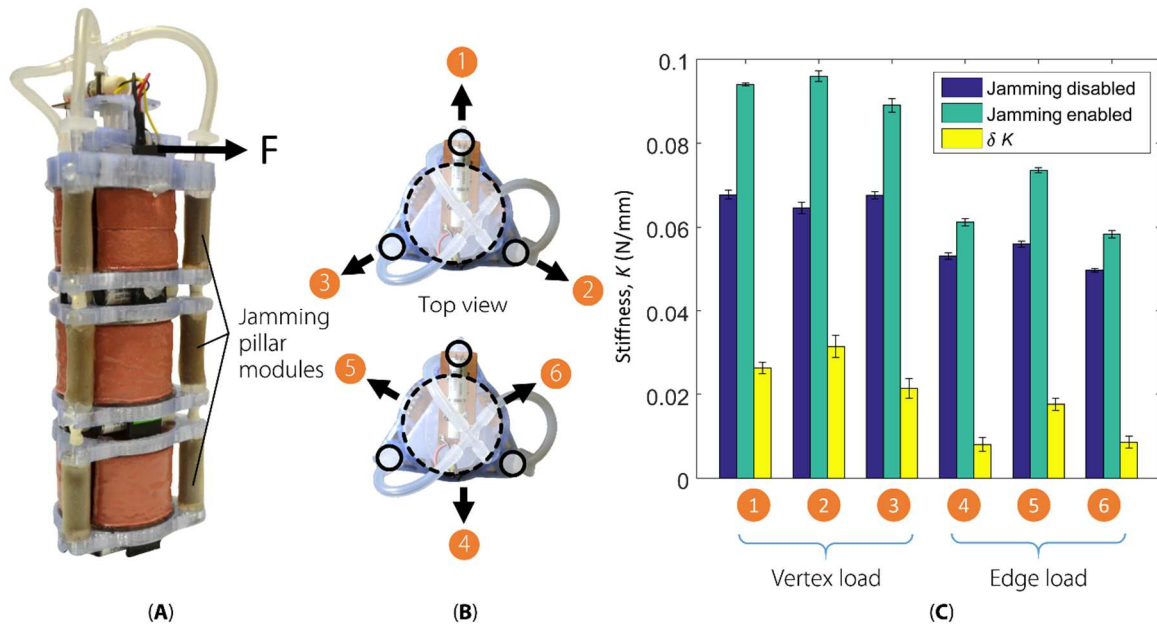 F
Jamming
pillar
modules
(A)
1
2
3
Top view
4
5
6
(B)
Stiffness, K (N/mm)
0.1
0.08
0.06
0.04
0.02
0
Jamming disabled
Jamming enabled
δ K
1
2
3
4
5
6
Vertex load
Edge load
(C)